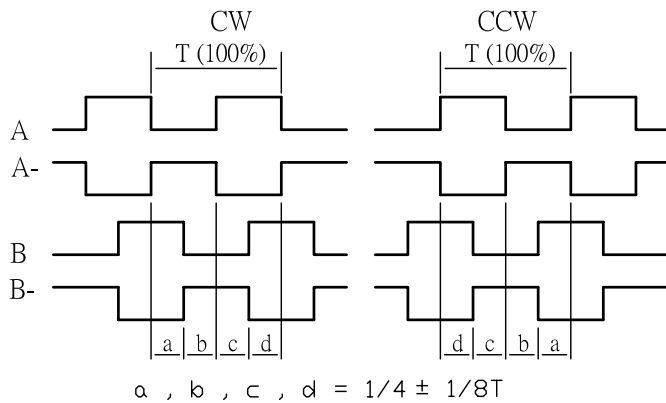 CW CCW
T (100%) T (100%)
A
A-
B
B-
a b c d d c b a
a , b , c , d = 1/4 ± 1/8T